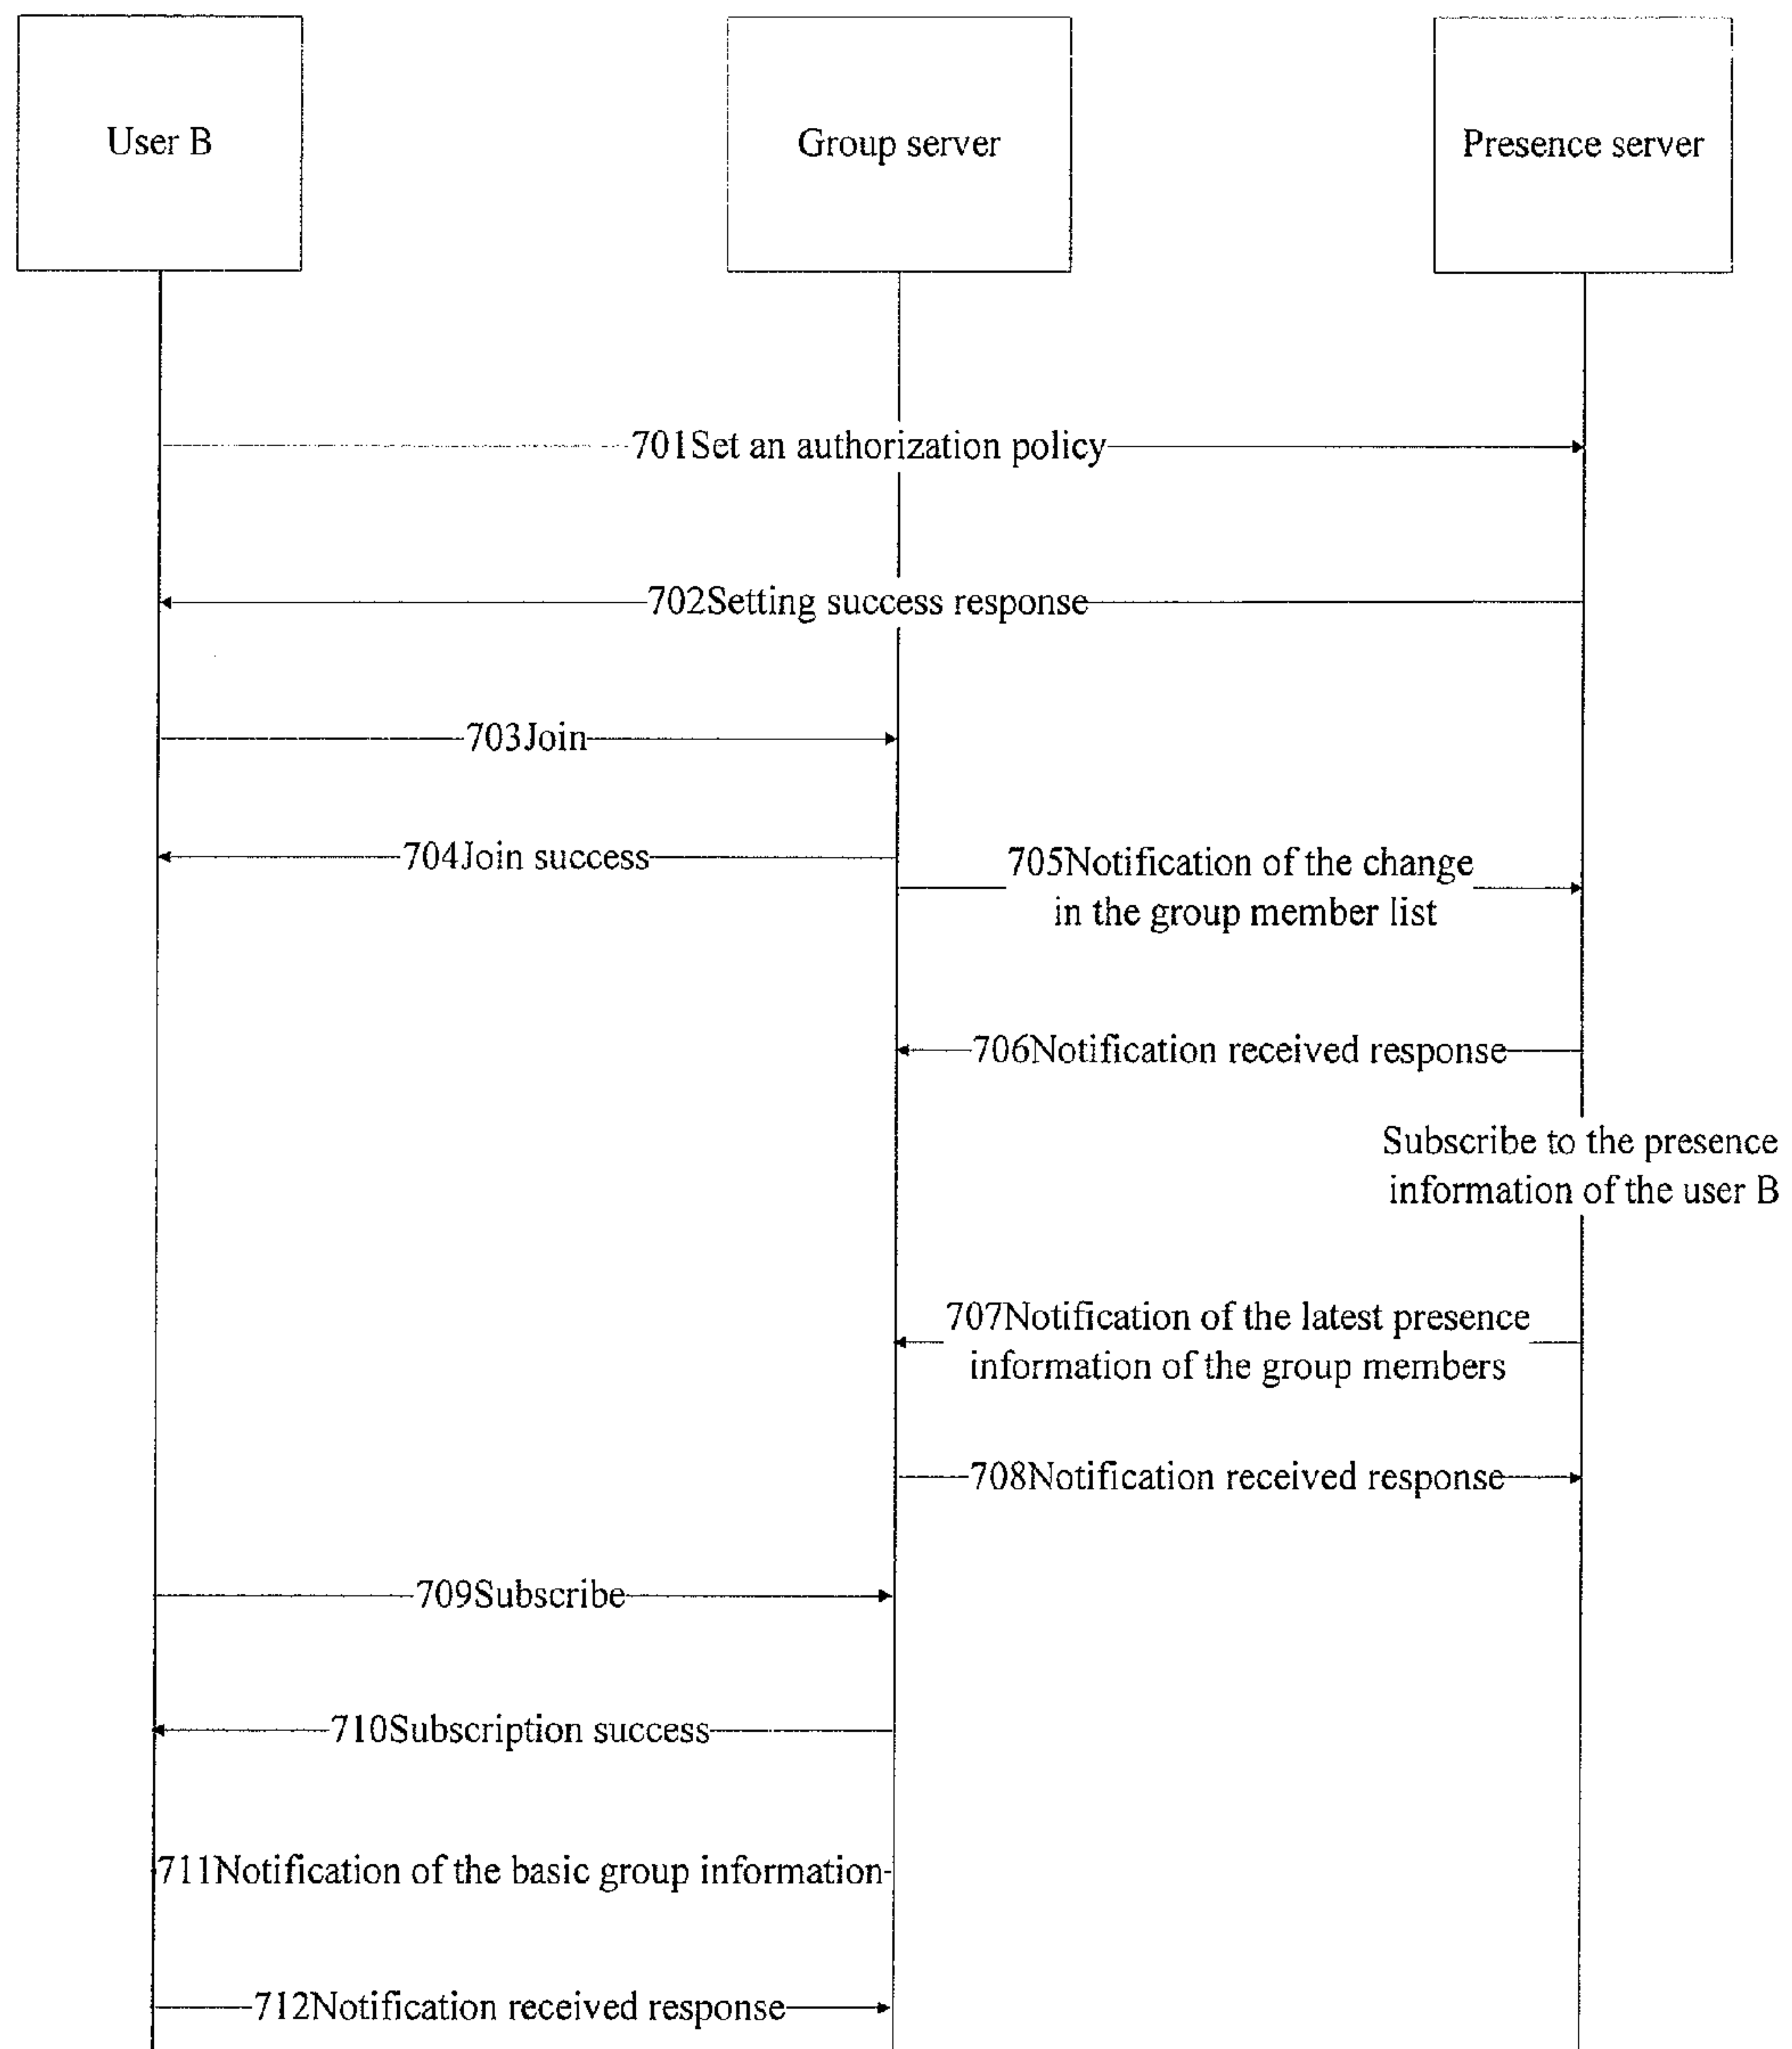 User B
Group server
Presence server
701Set an authorization policy
702Setting success response
703Join
704Join success
705Notification of the change
in the group member list
706Notification received response
Subscribe to the presence
information of the user B
707Notification of the latest presence
information of the group members
708Notification received response
709Subscribe
710Subscription success
711Notification of the basic group information
712Notification received response